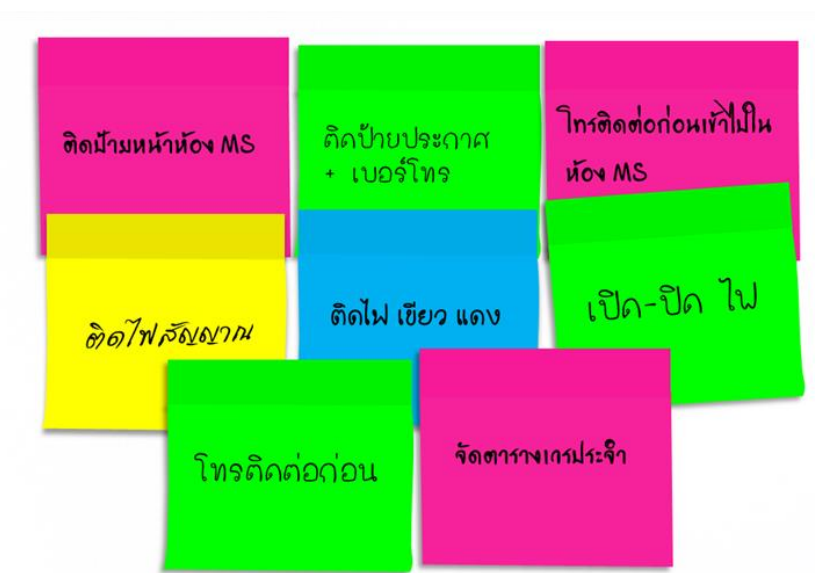 ติดป้ายหน้าห้อง MS
ติดป้ายประกาศ
+ เบอร์โทร
โทรติดต่อก่อนเข้าไปใน
ห้อง MS
ติดไฟสัญญาณ
ติดไฟ เขียว แดง
เปิด-ปิด ไฟ
โทรติดต่อก่อน
จัดตารางเวรประจำ